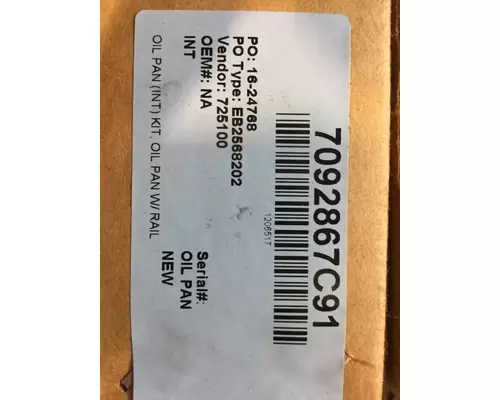 7092867C91
1206517
PO: 16-24768
PO Type: EB2568202
Vendor: 725100
OEM#: NA
INT
Serial#:
OIL PAN
NEW
OIL PAN (INT) KIT, OIL PAN W/ RAIL